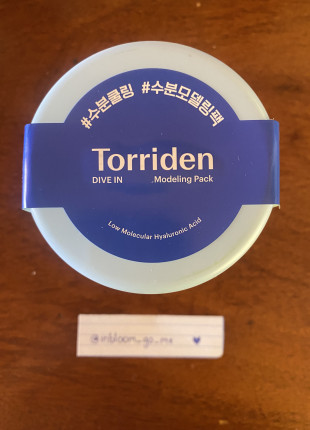 #수분쿨링 #수분모델링팩
Torriden
DIVE IN Modeling Pack
Low Molecular Hyaluronic Acid